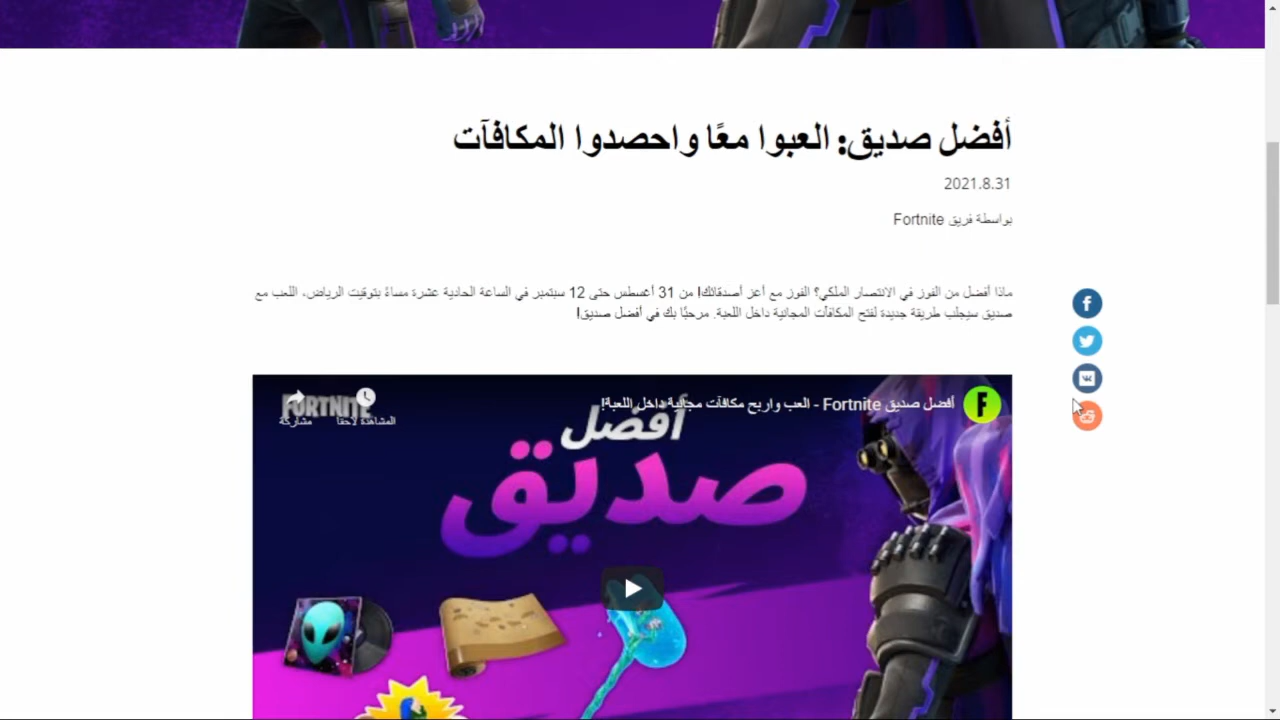 أفضل صديق: العبوا معًا واحصدوا المكافآت
2021.8.31
بواسطة فريق Fortnite
ماذا أفضل من الفوز في الانتصار الملكي؟ الفوز مع أعز أصدقائك! من 31 أغسطس حتى 12 سبتمبر في الساعة الحادية عشرة مساءً بتوقيت الرياض، اللعب مع
صديق سيجلب طريقة جديدة لفتح المكافآت المجانية داخل اللعبة. مرحبًا بك في أفضل صديق!
أفضل صديق Fortnite - العب واربح مكافآت مجانية داخل اللعبة!
FORTNITE
المشاهدة لاحقا
مشاركة
أفضل
صديق